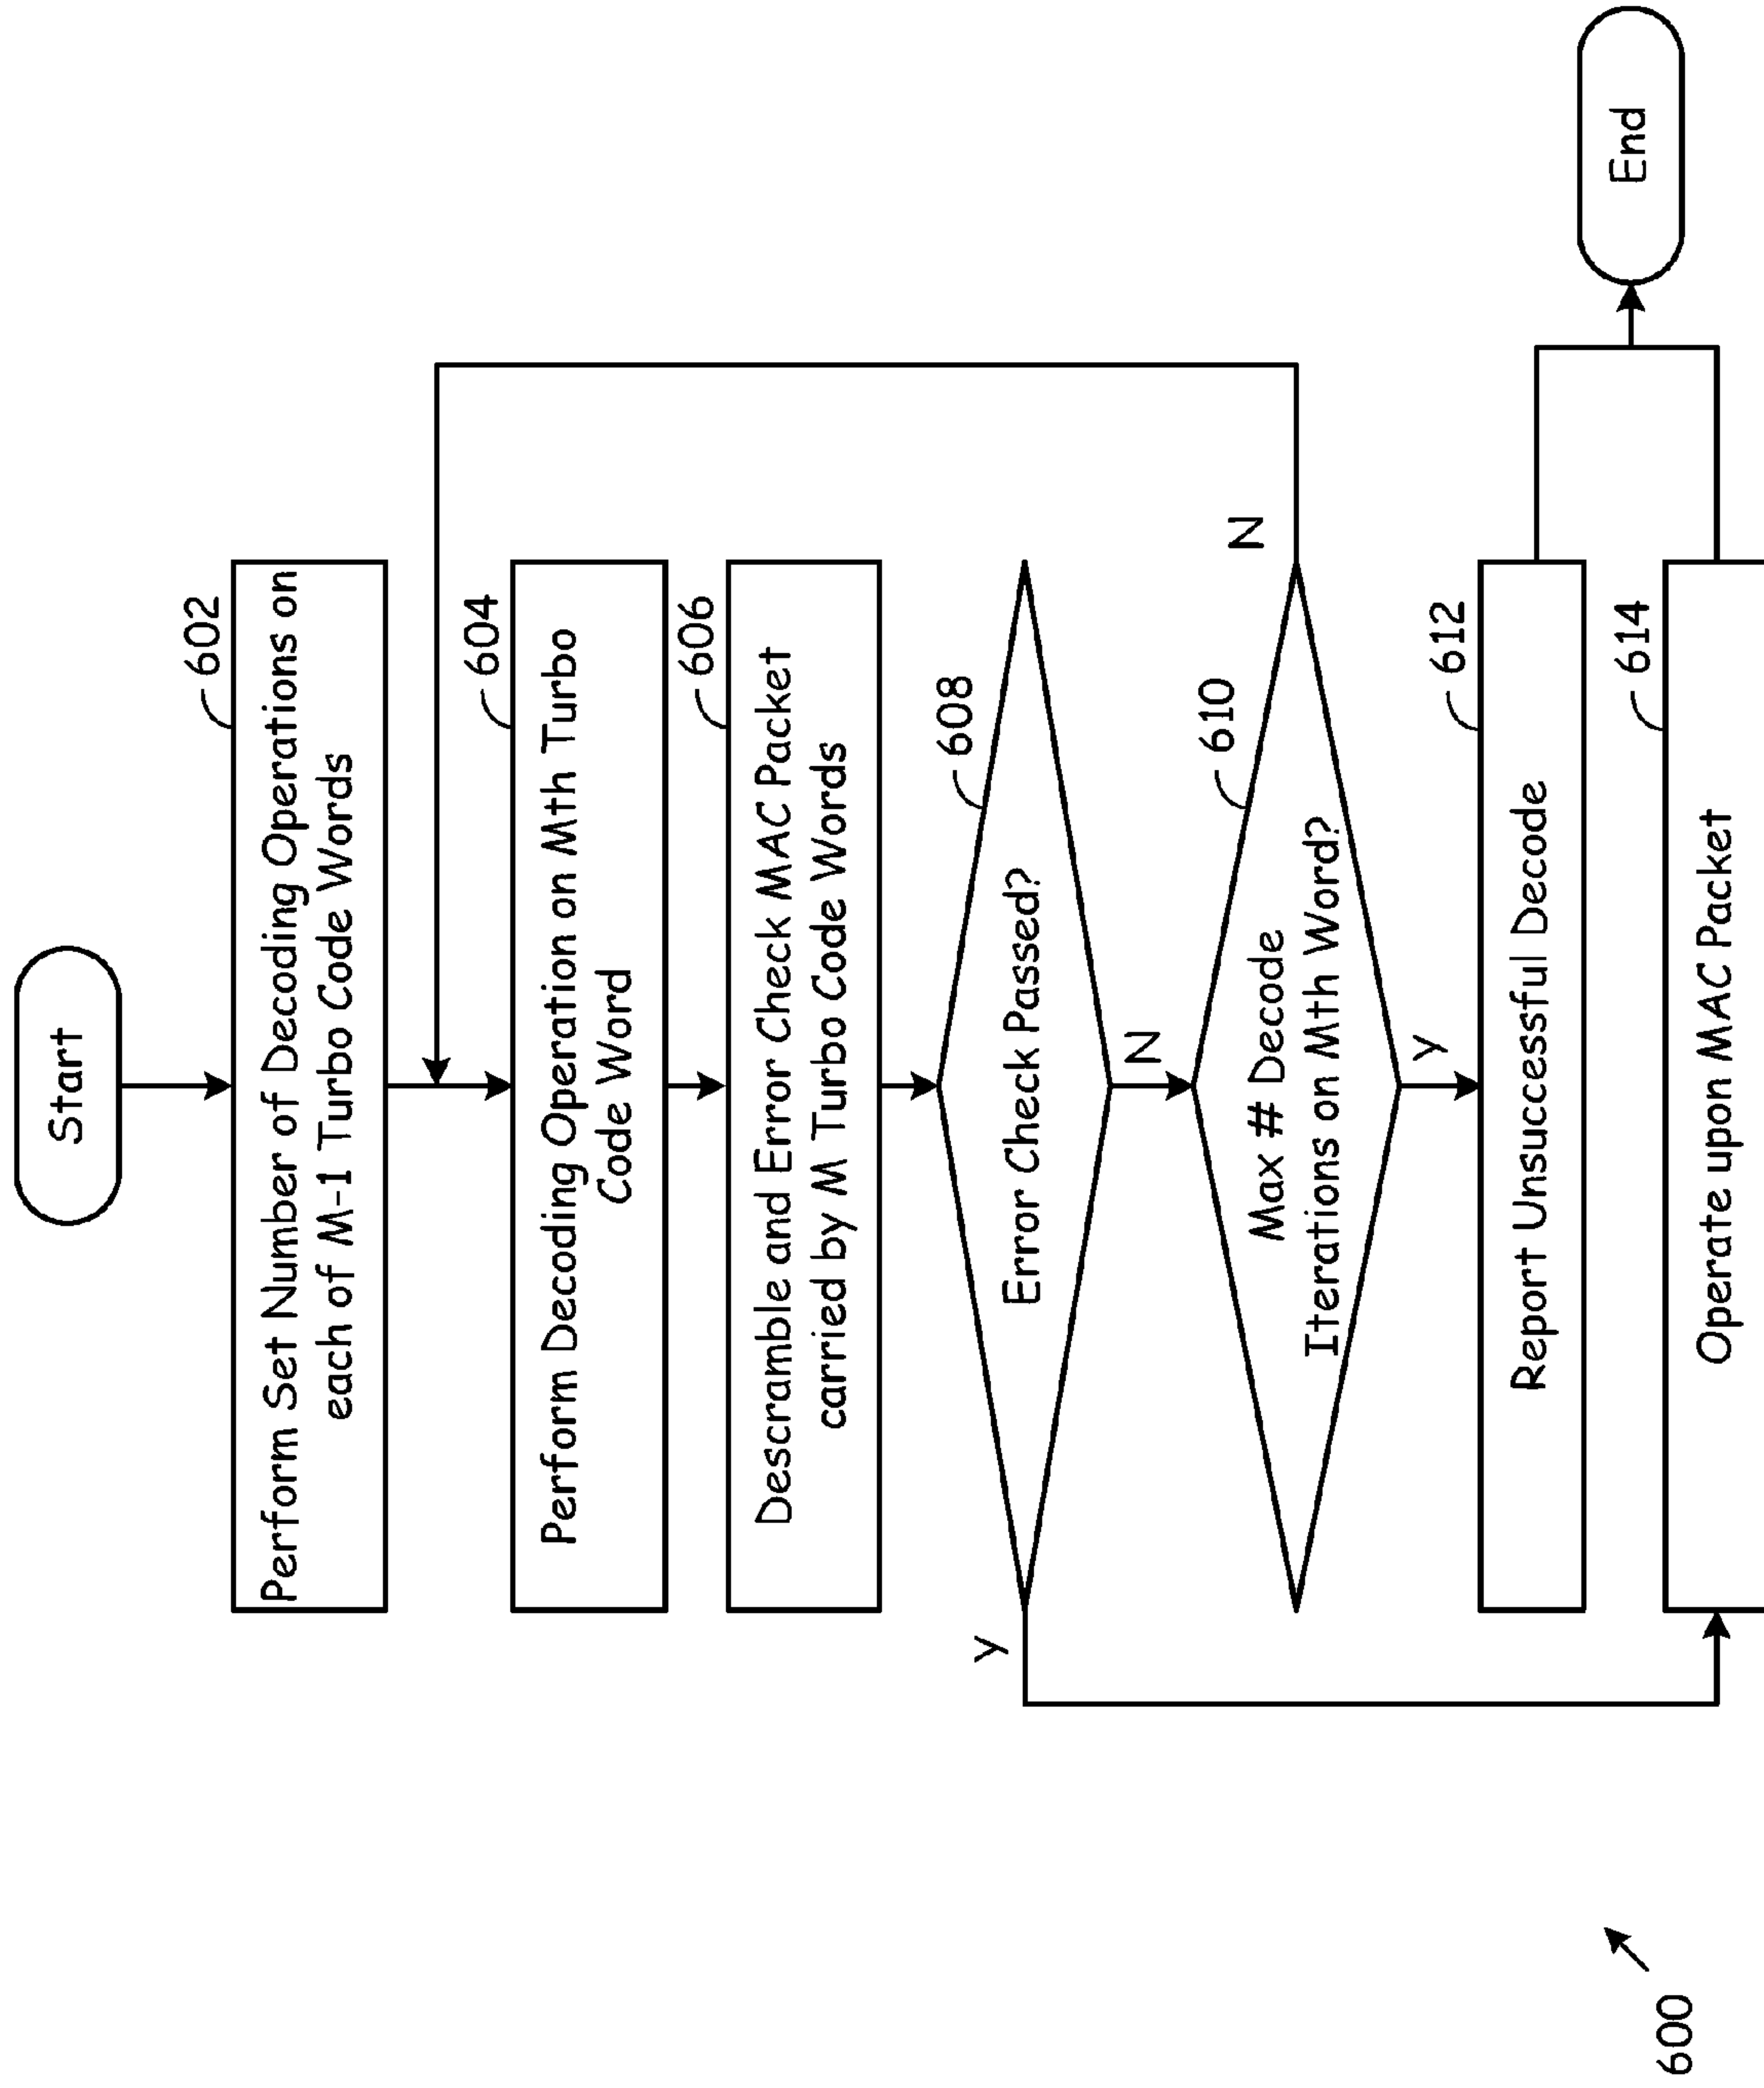 Start
602
Perform Set Number of Decoding Operations on
each of M-1 Turbo Code Words
604
Perform Decoding Operation on Mth Turbo
Code Word
606
Descramble and Error Check MAC Packet
carried by M Turbo Code Words
608
Error Check Passed?
Y
N
610
Max # Decode
Iterations on Mth Word?
N
Y
612
Report Unsuccessful Decode
614
Operate upon MAC Packet
End
600